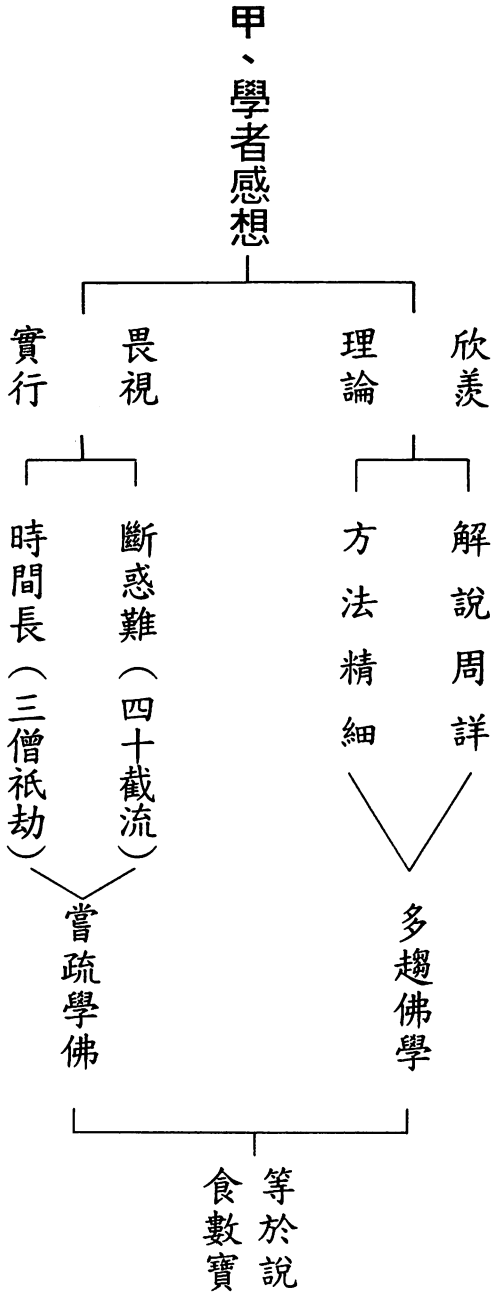 甲、學者感想
欣羨
理論
解說周詳
方法精細
多趨佛學
畏視
實行
斷惑難(四十截流)
時間長(三僧祇劫)
嘗疏學佛
等於說
食數寶